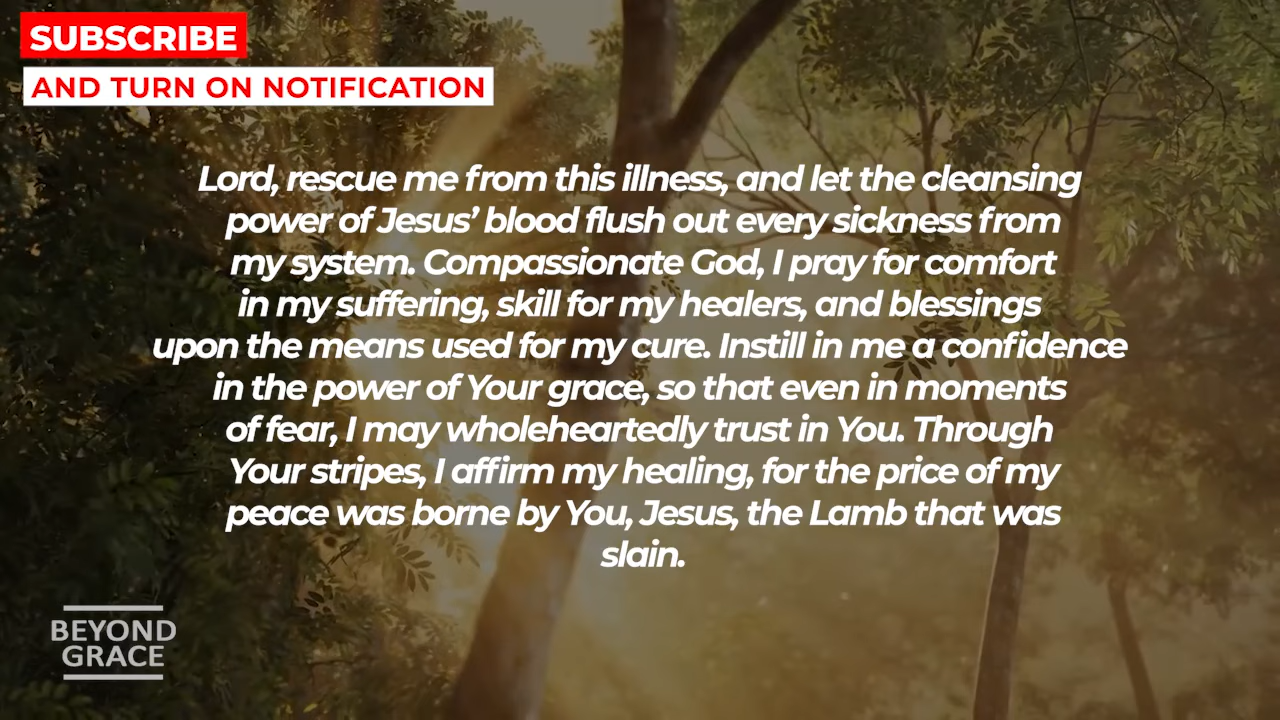 SUBSCRIBE
AND TURN ON NOTIFICATION
Lord, rescue me from this illness, and let the cleansing
power of Jesus’ blood flush out every sickness from
my system. Compassionate God, I pray for comfort
in my suffering, skill for my healers, and blessings
upon the means used for my cure. Instill in me a confidence
in the power of Your grace, so that even in moments
of fear, I may wholeheartedly trust in You. Through
Your stripes, I affirm my healing, for the price of my
peace was borne by You, Jesus, the Lamb that was
slain.
BEYOND
GRACE